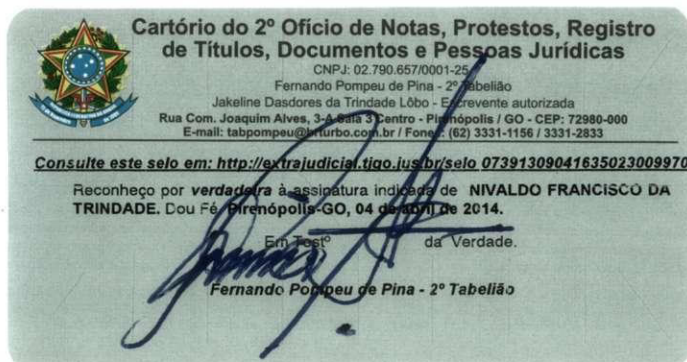 Cartório do 2º Ofício de Notas, Protestos, Registro
de Títulos, Documentos e Pessoas Jurídicas
CNPJ: 02.790.657/0001-25
Fernando Pompeu de Pina - 2º Tabelião
Jakeline Dasdores da Trindade Lôbo - Escrevente autorizada
Rua Com. Joaquim Alves, 3-A Sala 3 Centro - Pirenópolis / GO - CEP: 72980-000
E-mail: tabpompeu@brturbo.com.br / Fone: (62) 3331-1156 / 3331-2833
Consulte este selo em: http://extrajudicial.tjgo.jus.br/selo 07391309041635023009970
Reconheço por verdadeira à assinatura indicada de NIVALDO FRANCISCO DA
TRINDADE. Dou Fé. Pirenópolis-GO, 04 de abril de 2014.
Em Testº da Verdade.
Fernando Pompeu de Pina - 2º Tabelião